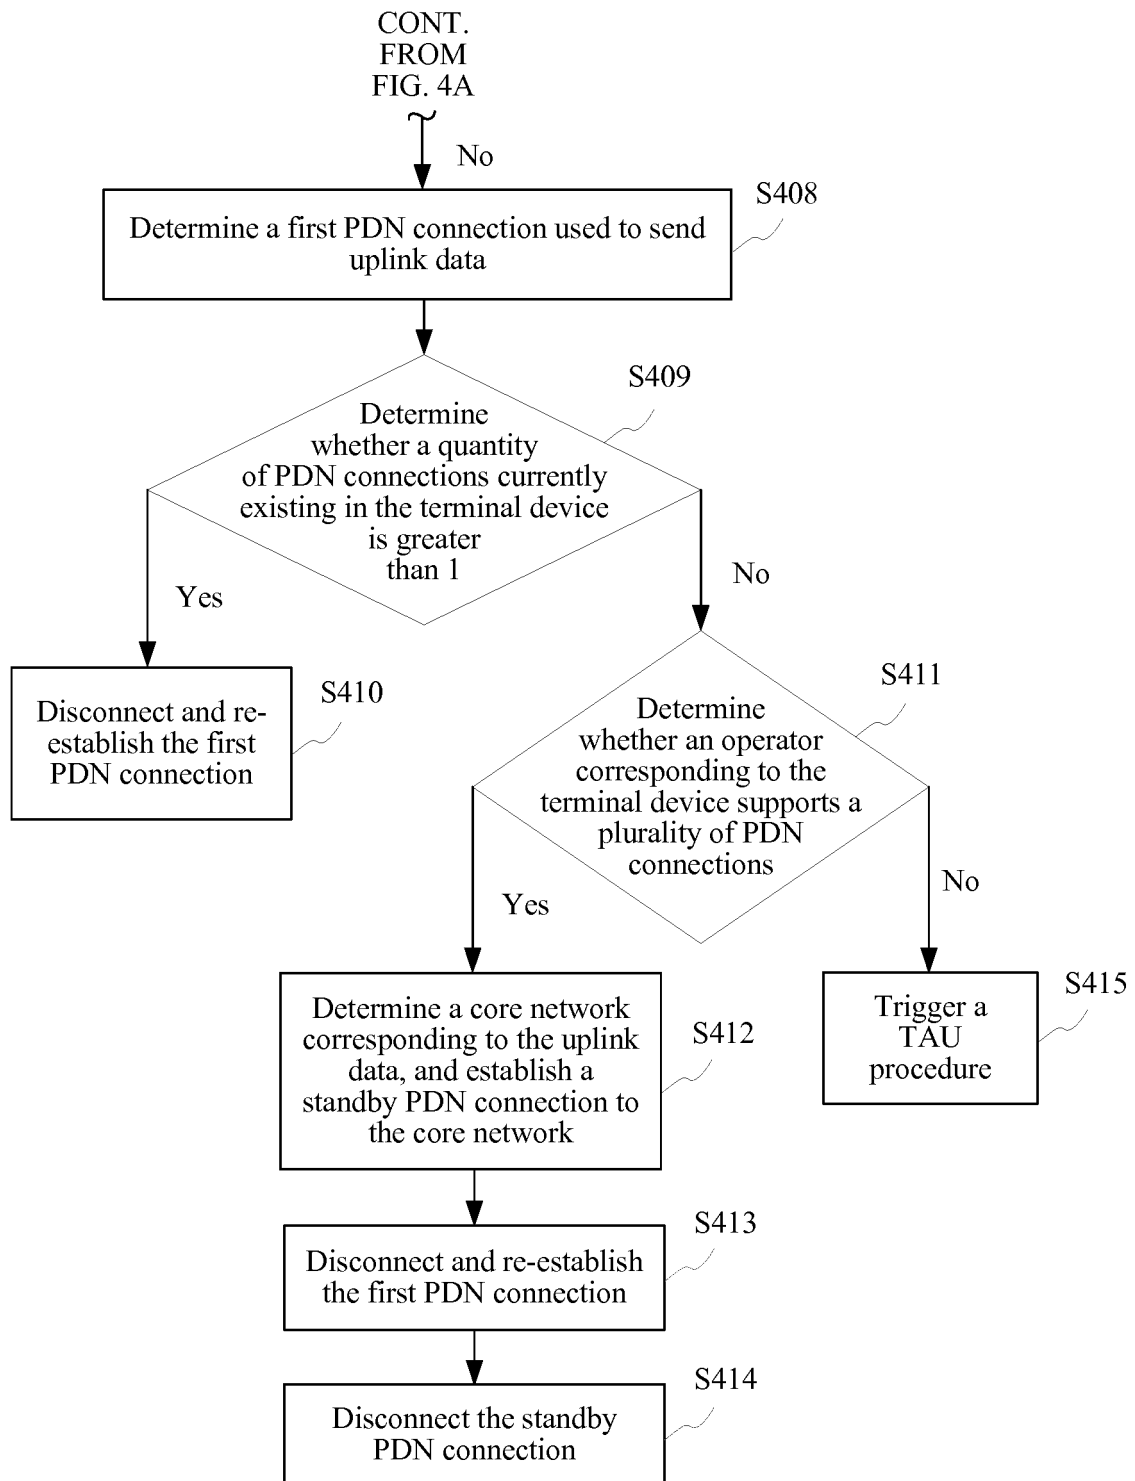 CONT.
FROM
FIG. 4A
No
S408
Determine a first PDN connection used to send
uplink data
S409
Determine
whether a quantity
of PDN connections currently
existing in the terminal device
is greater
than 1
Yes
No
S410
Disconnect and re-
establish the first
PDN connection
S411
Determine
whether an operator
corresponding to the
terminal device supports a
plurality of PDN
connections
Yes
No
S412
Determine a core network
corresponding to the uplink
data, and establish a
standby PDN connection to
the core network
S415
Trigger a
TAU
procedure
S413
Disconnect and re-establish
the first PDN connection
S414
Disconnect the standby
PDN connection